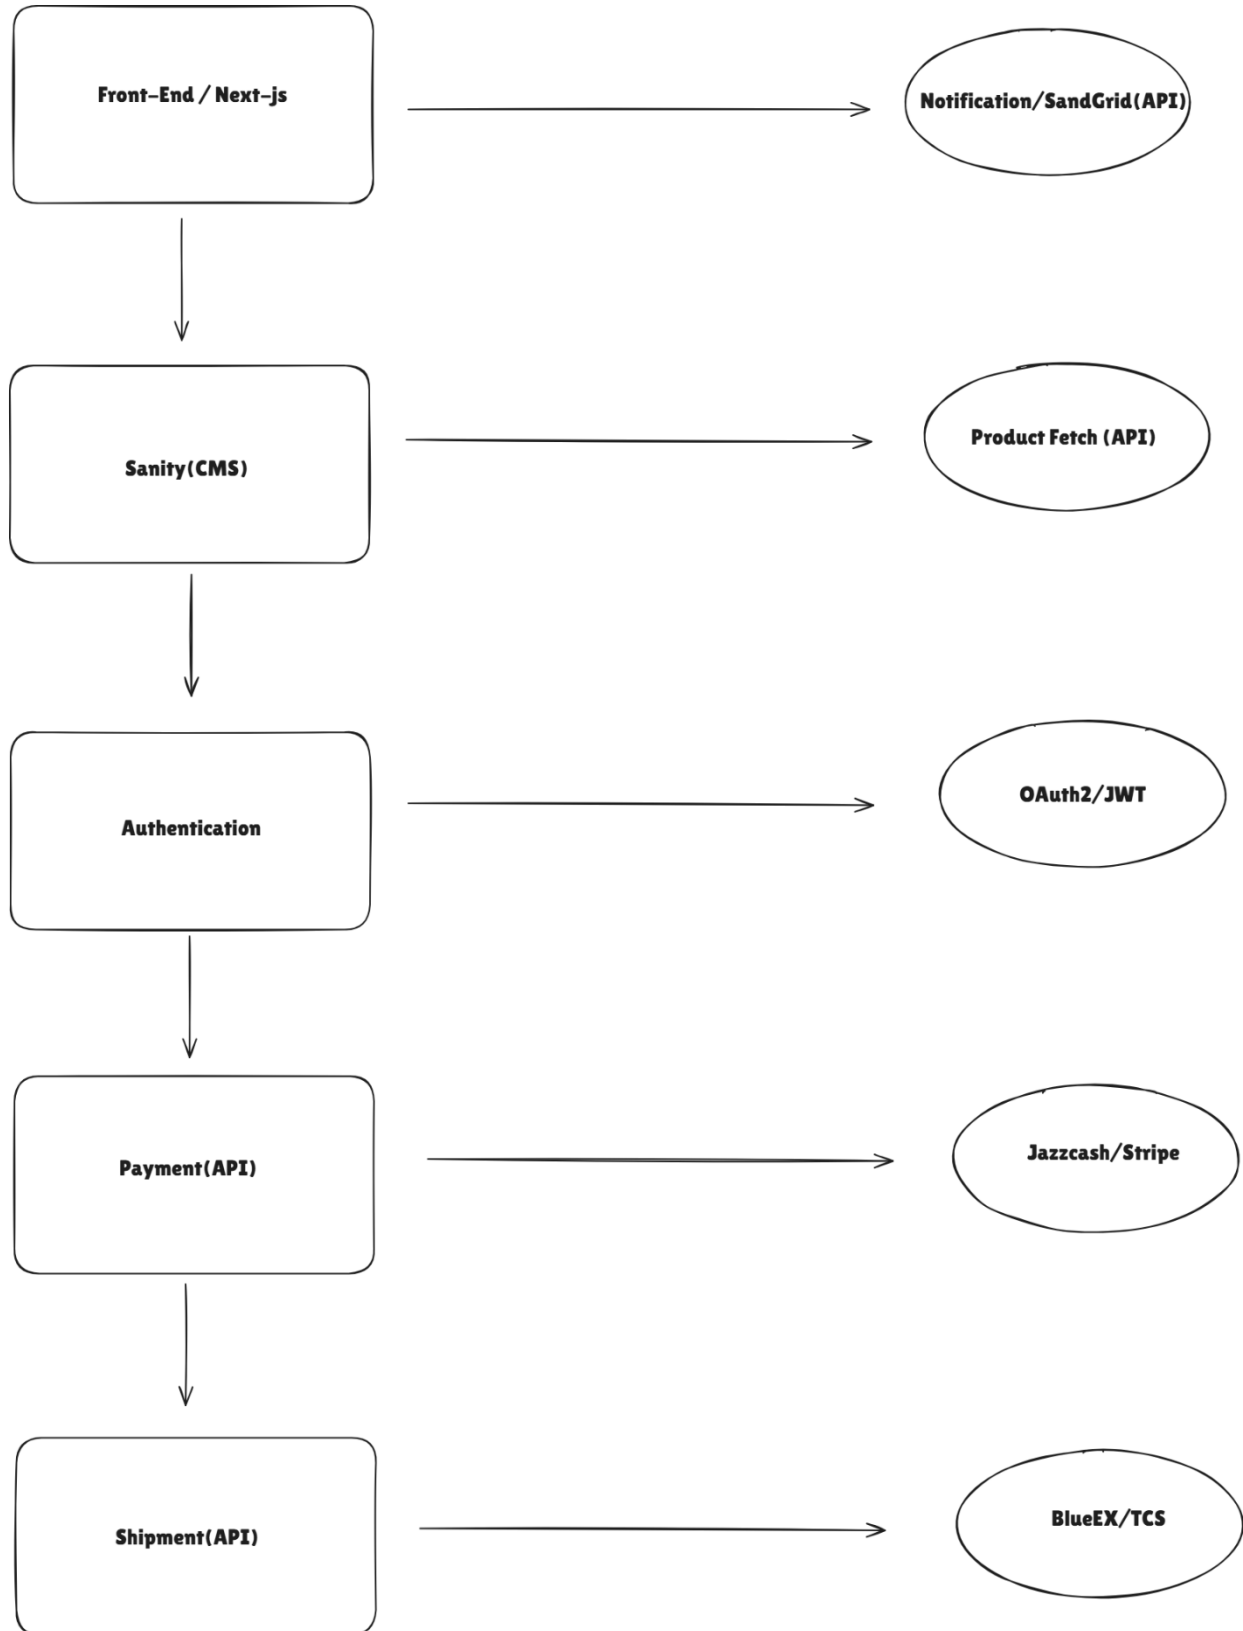 Front-End / Next-js
Notification/SandGrid(API)
Sanity(CMS)
Product Fetch (API)
Authentication
OAuth2/JWT
Payment(API)
Jazzcash/Stripe
Shipment(API)
BlueEX/TCS